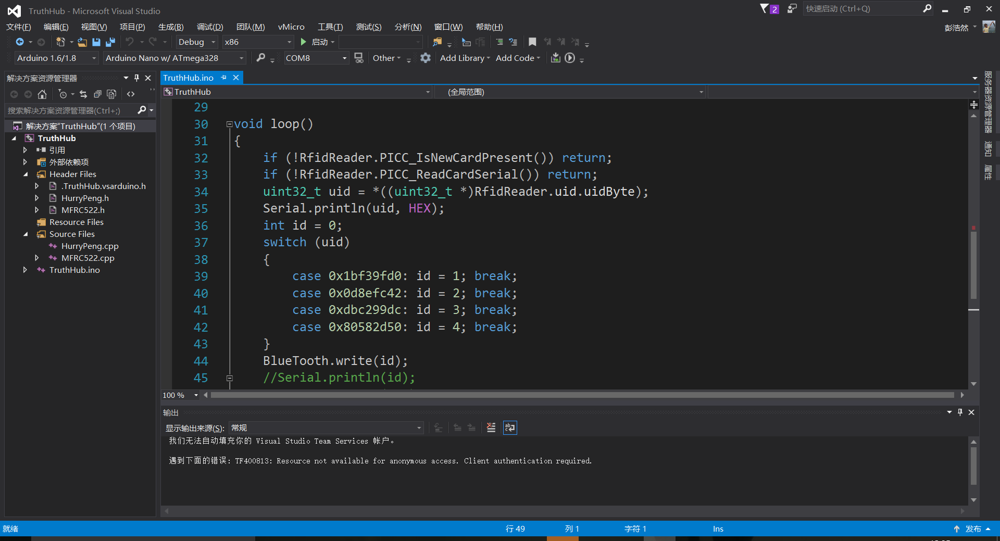 TruthHub - Microsoft Visual Studio
2
快速启动 (Ctrl+Q)
文件(F) 编辑(E) 视图(V) 项目(P) 生成(B) 调试(D) 团队(M) vMicro 工具(T) 测试(S) 分析(N) 窗口(W) 帮助(H)
彭浩然
Debug x86 启动
Arduino 1.6/1.8 Arduino Nano w/ ATmega328 COM8 Other Add Library Add Code
解决方案资源管理器
搜索解决方案资源管理器(Ctrl+;)
解决方案"TruthHub"(1 个项目)
TruthHub
引用
外部依赖项
Header Files
.TruthHub.vsarduino.h
HurryPeng.h
MFRC522.h
Resource Files
Source Files
HurryPeng.cpp
MFRC522.cpp
TruthHub.ino
TruthHub.ino
TruthHub (全局范围)
29
30 void loop()
31 {
32 if (!RfidReader.PICC_IsNewCardPresent()) return;
33 if (!RfidReader.PICC_ReadCardSerial()) return;
34 uint32_t uid = *((uint32_t *)RfidReader.uid.uidByte);
35 Serial.println(uid, HEX);
36 int id = 0;
37 switch (uid)
38 {
39 case 0x1bf39fd0: id = 1; break;
40 case 0x0d8efc42: id = 2; break;
41 case 0xdbc299dc: id = 3; break;
42 case 0x80582d50: id = 4; break;
43 }
44 BlueTooth.write(id);
45 //Serial.println(id);
100 %
服务器资源管理器
通知
属性
输出
显示输出来源(S): 常规
我们无法自动填充你的 Visual Studio Team Services 帐户。
遇到下面的错误: TF400813: Resource not available for anonymous access. Client authentication required.
就绪 行 49 列 1 字符 1 Ins 发布